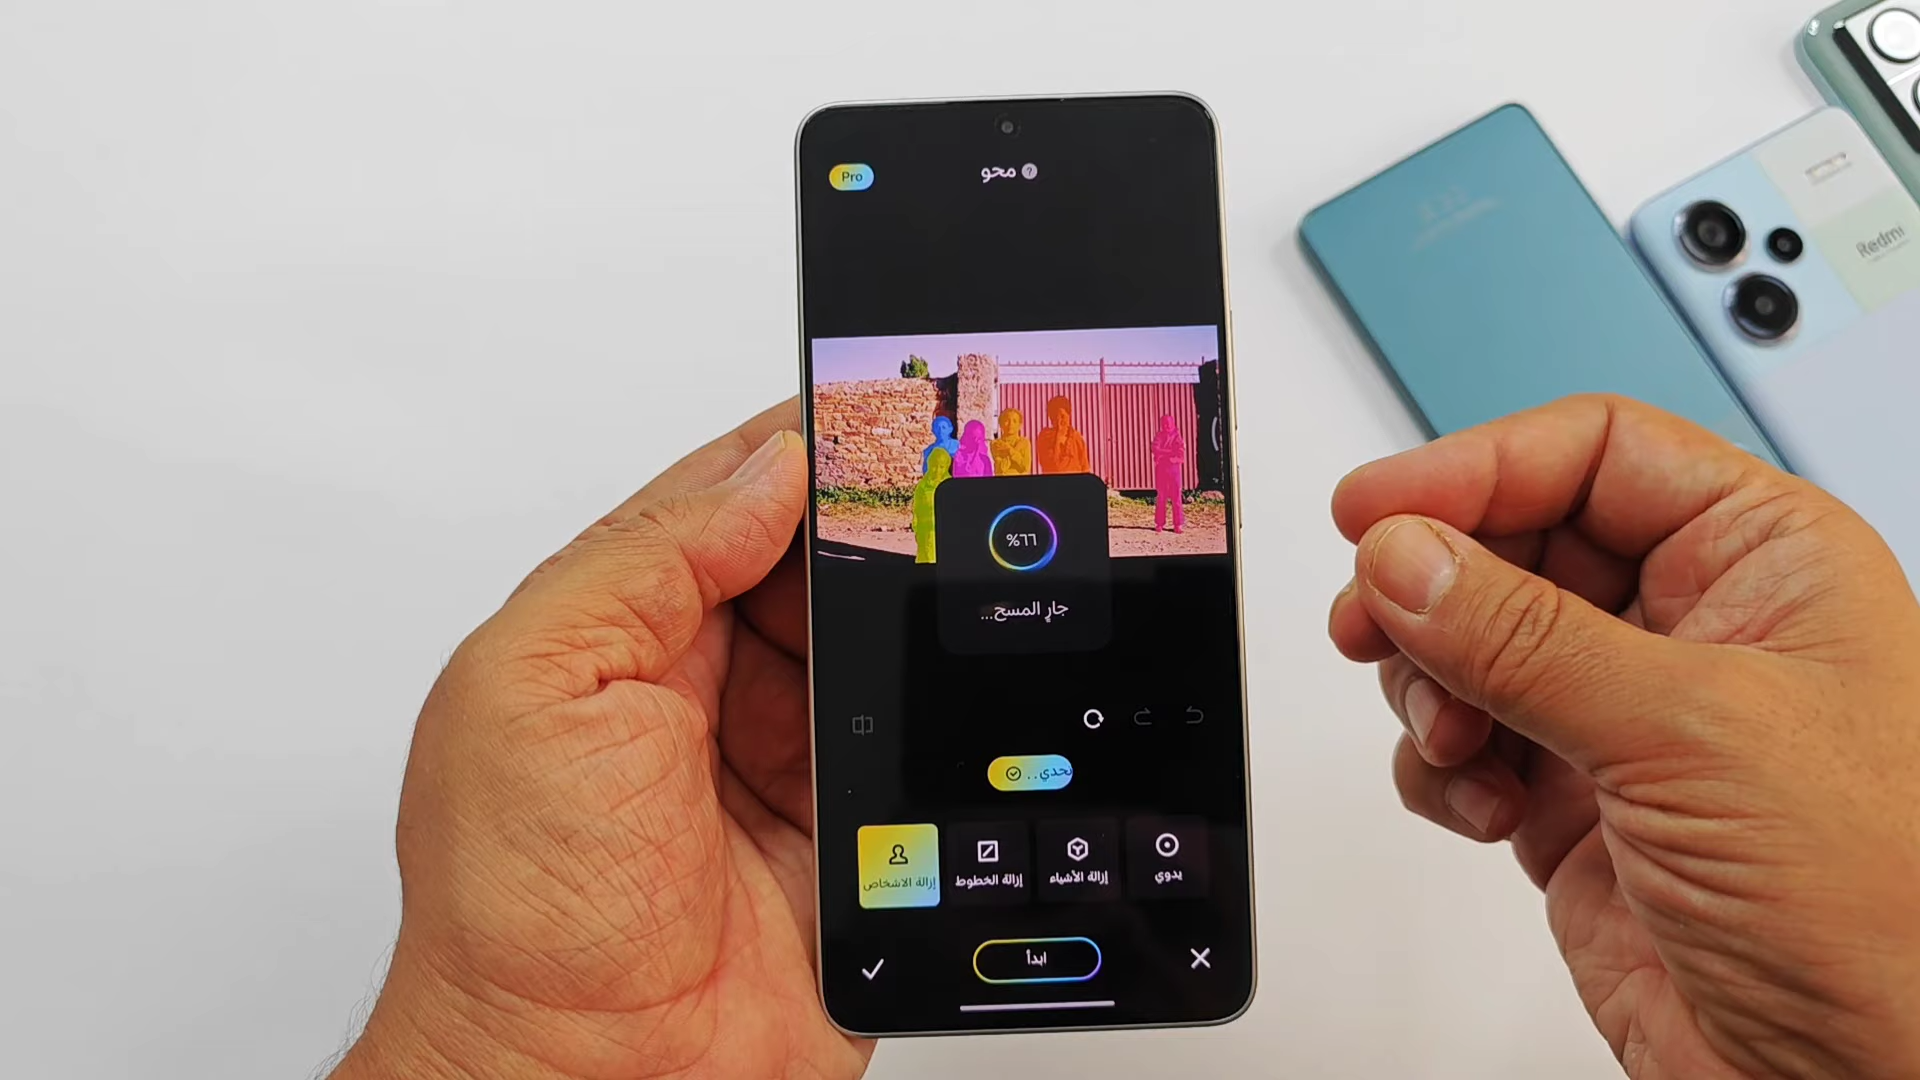 Pro
محو
Redmi
%٦٦
جارٍ المسح...
تحدي..
إزالة الأشخاص
إزالة الخطوط
إزالة الأشياء
يدوي
ابدأ